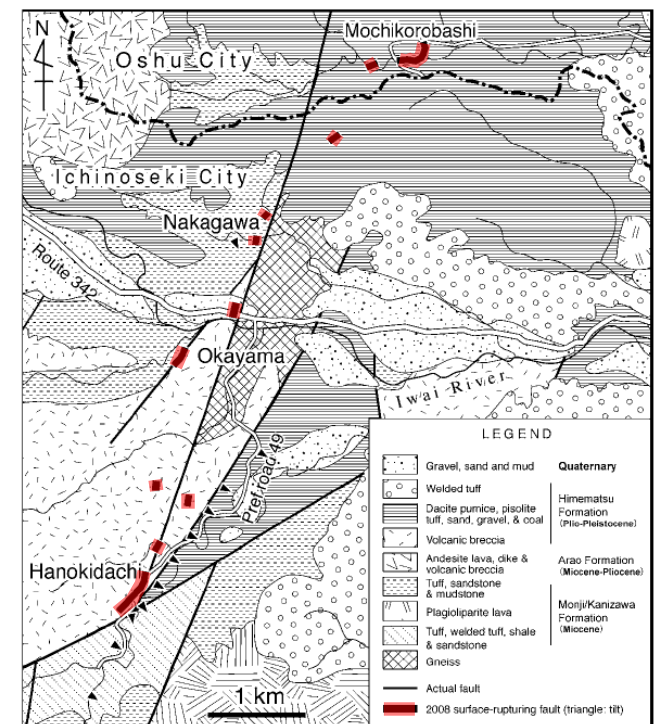 N
Mochikorobashi
Oshu City
Ichinoseki City
Nakagawa
Route 342
Okayama
Iwai River
Pref road 49
Hanokidachi
1 km
LEGEND
Gravel, sand and mud
Quaternary
Welded tuff
Dacite pumice, pisolite
tuff, sand, gravel, & coal
Himematsu
Formation
(Plio-Pleistocene)
Volcanic breccia
Andesite lava, dike &
volcanic breccia
Arao Formation
(Miocene-Pliocene)
Tuff, sandstone
& mudstone
Plagioliparite lava
Monji/Kanizawa
Formation
(Miocene)
Tuff, welded tuff, shale
& sandstone
Gneiss
Actual fault
2008 surface-rupturing fault (triangle: tilt)